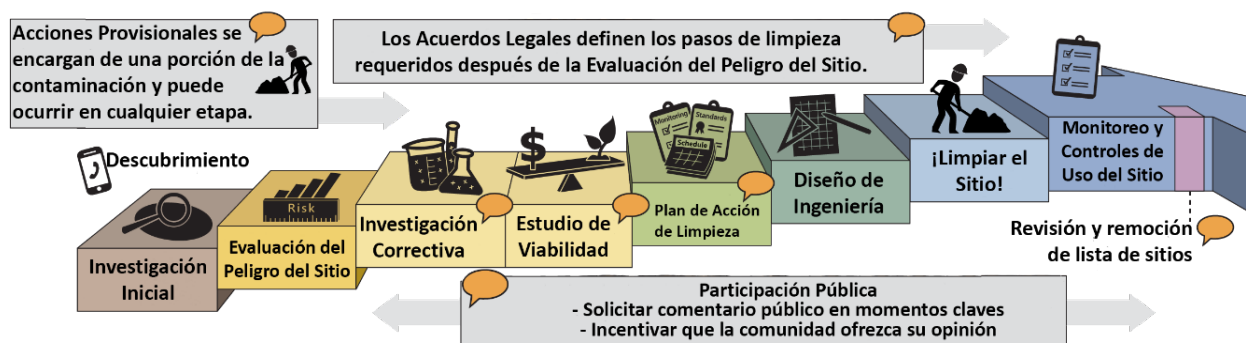 Acciones Provisionales se
encargan de una porción de la
contaminación y puede
ocurrir en cualquier etapa.
Los Acuerdos Legales definen los pasos de limpieza
requeridos después de la Evaluación del Peligro del Sitio.
Descubrimiento
Investigación
Inicial
Risk
Evaluación del
Peligro del Sitio
Investigación
Correctiva
$
Estudio de
Viabilidad
Monitoring
Standards
Schedule
Plan de Acción
de Limpieza
Diseño de
Ingeniería
¡Limpiar el
Sitio!
Monitoreo y
Controles de
Uso del Sitio
Revisión y remoción
de lista de sitios
Participación Pública
- Solicitar comentario público en momentos claves
- Incentivar que la comunidad ofrezca su opinión